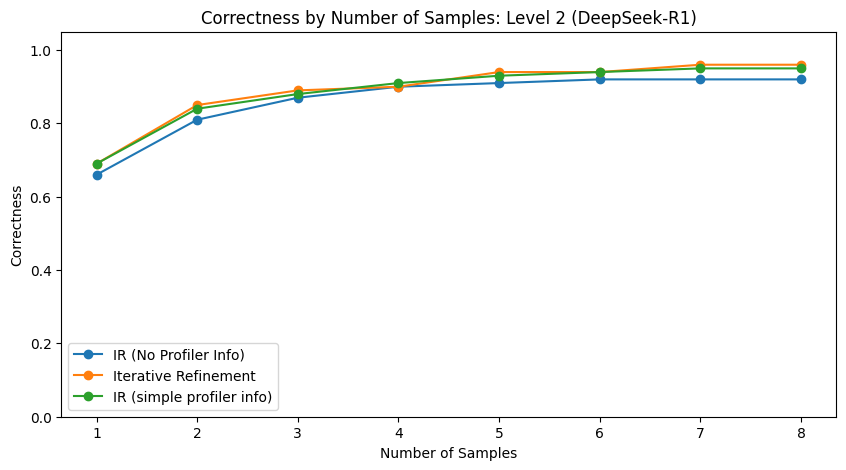 Correctness by Number of Samples: Level 2 (DeepSeek-R1)
Correctness
1.0
0.8
0.6
0.4
0.2
0.0
IR (No Profiler Info)
Iterative Refinement
IR (simple profiler info)
1 2 3 4 5 6 7 8
Number of Samples